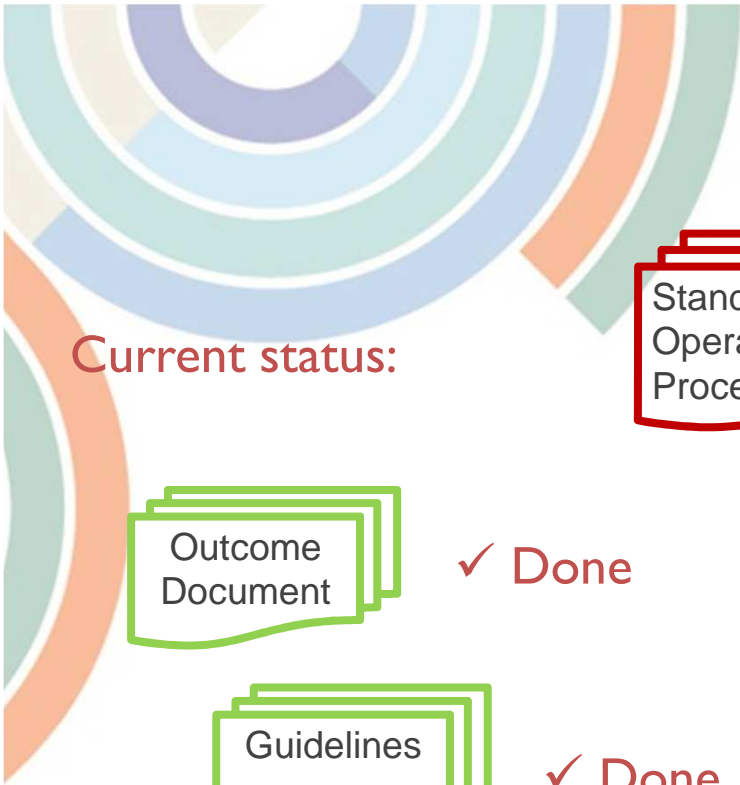 Current status:
Outcome
Document
✓ Done
Guidelines
✓ Done